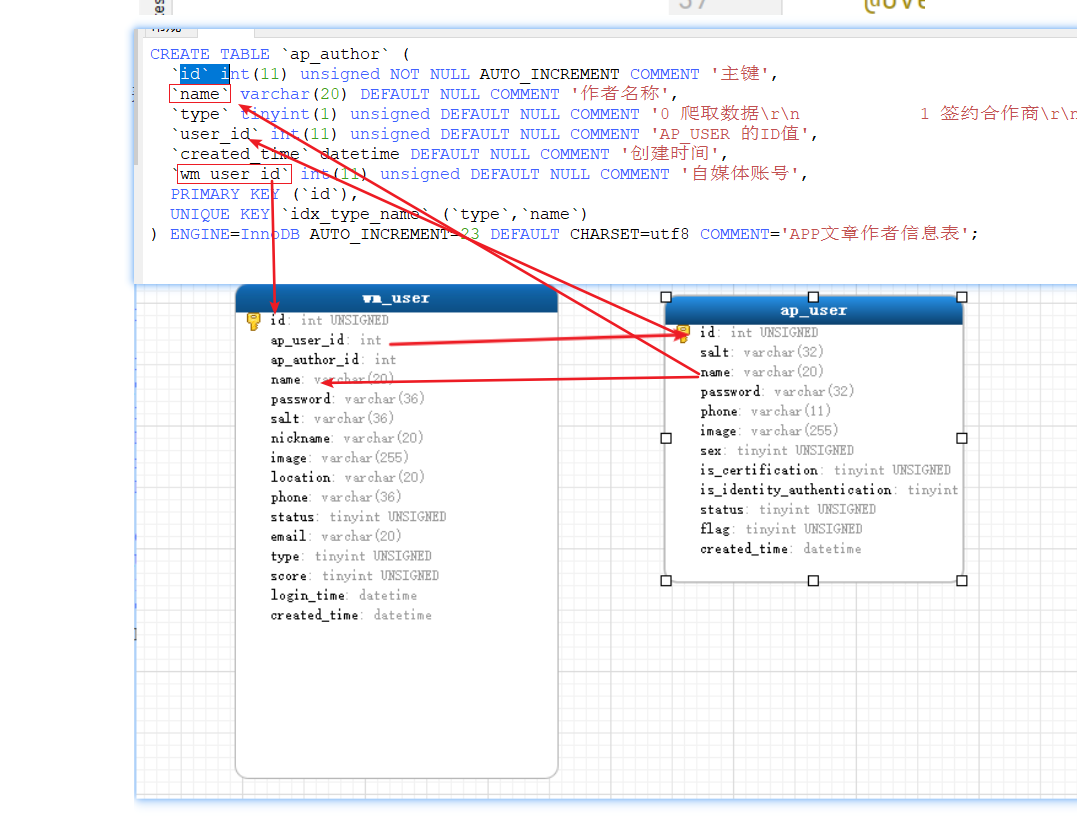 CREATE TABLE `ap_author` (
`id` int(11) unsigned NOT NULL AUTO_INCREMENT COMMENT '主键',
`name` varchar(20) DEFAULT NULL COMMENT '作者名称',
`type` tinyint(1) unsigned DEFAULT NULL COMMENT '0 爬取数据\r\n 1 签约合作商\r\n
`user_id` int(11) unsigned DEFAULT NULL COMMENT 'AP_USER 的ID值',
`created_time` datetime DEFAULT NULL COMMENT '创建时间',
`wm_user_id` int(11) unsigned DEFAULT NULL COMMENT '自媒体账号',
PRIMARY KEY (`id`),
UNIQUE KEY `idx_type_name` (`type`,`name`)
) ENGINE=InnoDB AUTO_INCREMENT=23 DEFAULT CHARSET=utf8 COMMENT='APP文章作者信息表';
wm_user
id: int UNSIGNED
ap_user_id: int
ap_author_id: int
name: varchar(20)
password: varchar(36)
salt: varchar(36)
nickname: varchar(20)
image: varchar(255)
location: varchar(20)
phone: varchar(36)
status: tinyint UNSIGNED
email: varchar(20)
type: tinyint UNSIGNED
score: tinyint UNSIGNED
login_time: datetime
created_time: datetime
ap_user
id: int UNSIGNED
salt: varchar(32)
name: varchar(20)
password: varchar(32)
phone: varchar(11)
image: varchar(255)
sex: tinyint UNSIGNED
is_certification: tinyint UNSIGNED
is_identity_authentication: tinyint
status: tinyint UNSIGNED
flag: tinyint UNSIGNED
created_time: datetime